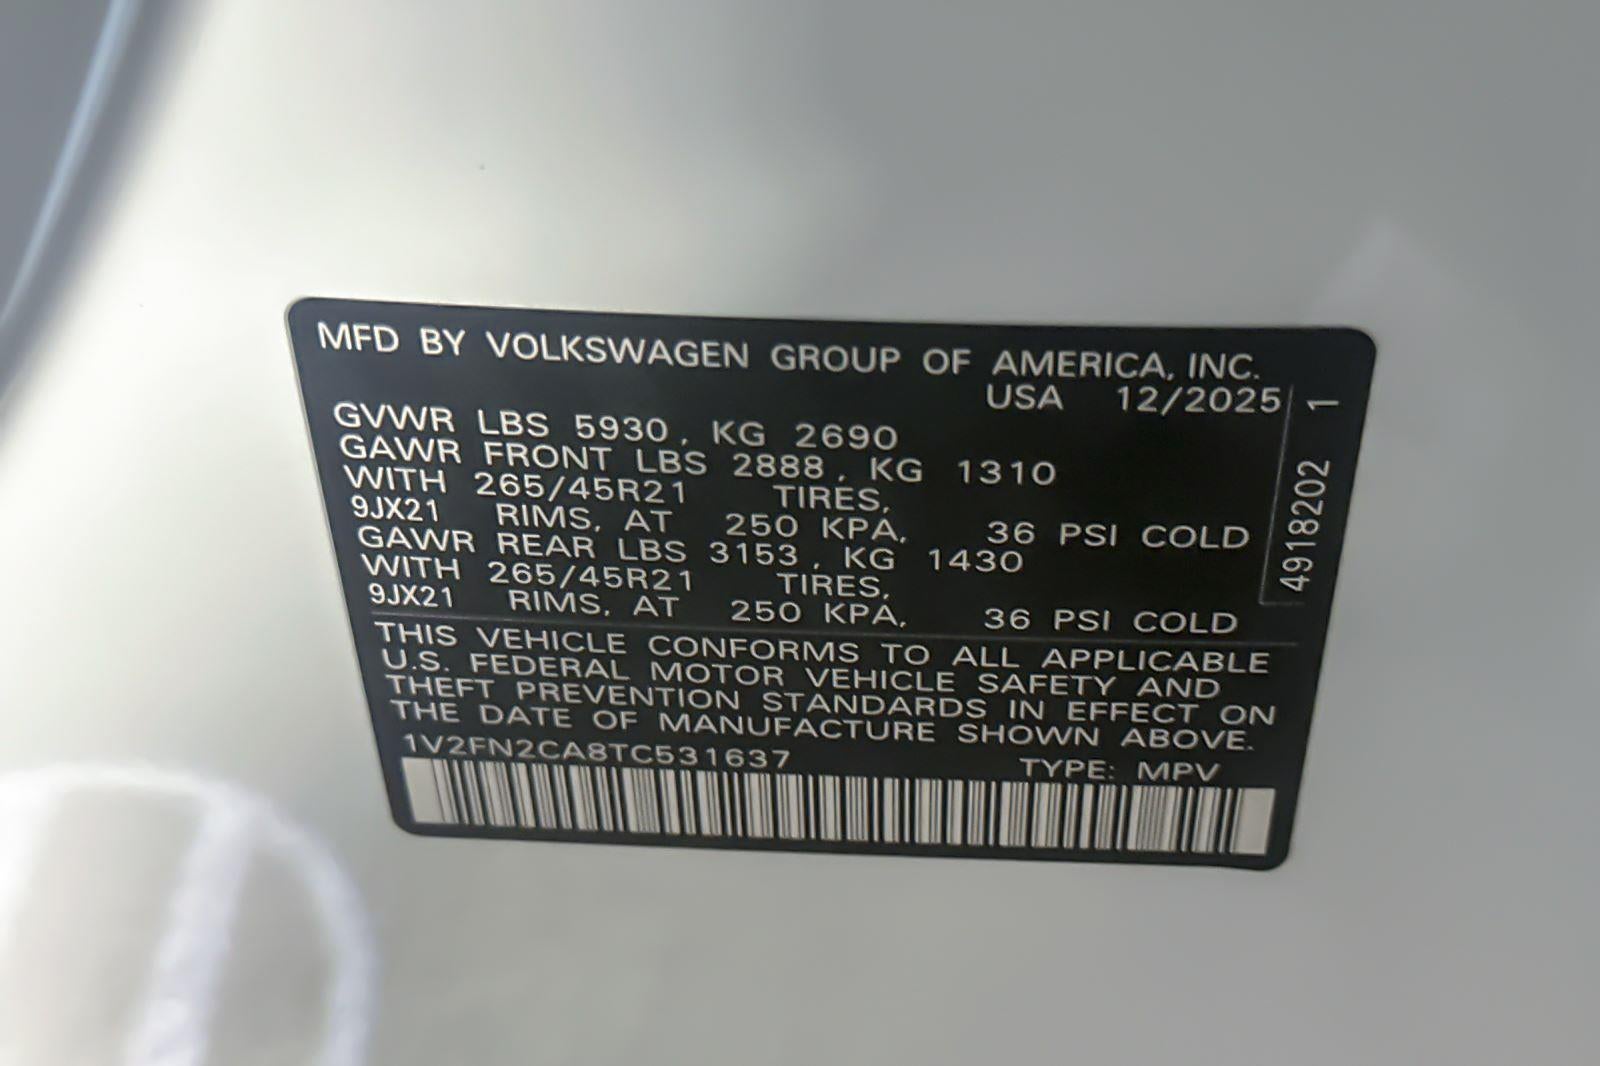 MFD BY VOLKSWAGEN GROUP OF AMERICA, INC.
USA 12/2025
GVWR LBS 5930, KG 2690
GAWR FRONT LBS 2888, KG 1310
WITH 265/45R21 TIRES,
9JX21 RIMS, AT 250 KPA, 36 PSI COLD
GAWR REAR LBS 3153, KG 1430
WITH 265/45R21 TIRES,
9JX21 RIMS, AT 250 KPA, 36 PSI COLD
THIS VEHICLE CONFORMS TO ALL APPLICABLE
U.S. FEDERAL MOTOR VEHICLE SAFETY AND
THEFT PREVENTION STANDARDS IN EFFECT ON
THE DATE OF MANUFACTURE SHOWN ABOVE.
1V2FN2CA8TC531637 TYPE: MPV
4918202 1